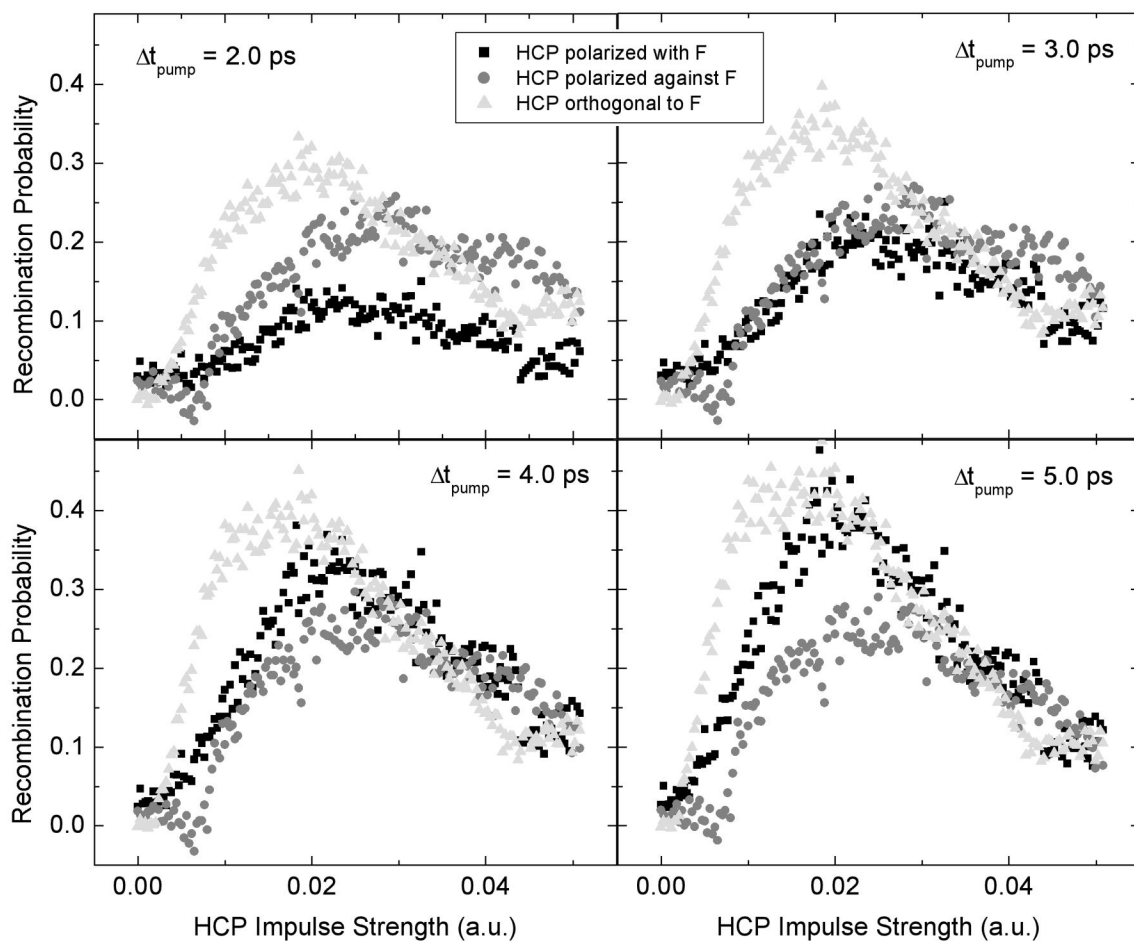 Δt_pump = 2.0 ps
HCP polarized with F
HCP polarized against F
HCP orthogonal to F
Δt_pump = 3.0 ps
0.4
0.3
0.2
0.1
0.0
Recombination Probability
Δt_pump = 4.0 ps
Δt_pump = 5.0 ps
0.4
0.3
0.2
0.1
0.0
Recombination Probability
0.00 0.02 0.04 0.00 0.02 0.04
HCP Impulse Strength (a.u.) HCP Impulse Strength (a.u.)